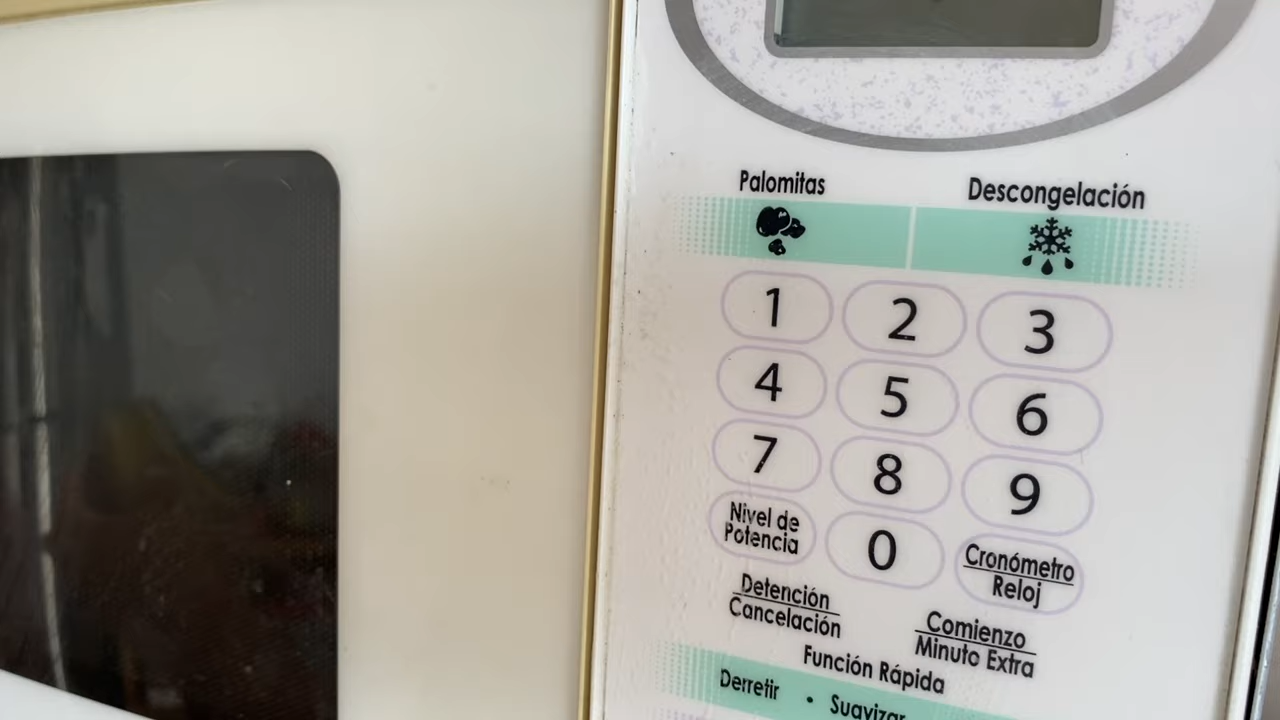 Palomitas
Descongelación
1 2 3
4 5 6
7 8 9
Nivel de
Potencia
0
Cronómetro
Reloj
Detención
Cancelación
Comienzo
Minuto Extra
Función Rápida
Derretir • Suavizar